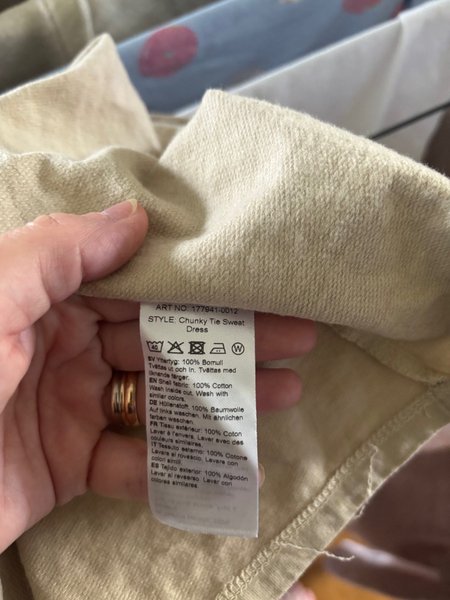 ART NO: 177941-0012
STYLE: Chunky Tie Sweat
Dress
40 W
SV Yttertyg: 100% Bomull
Tvättas ut och in. Tvättas med
liknande färger.
EN Shell fabric: 100% Cotton
Wash inside out. Wash with
similar colors.
DE Hüllenstoff: 100% Baumwolle
Auf links waschen. Mit ähnlichen
farben waschen.
FR Tissu extérieur: 100% Coton
Laver à l'envers. Laver avec des
couleurs similaires.
IT Tessuto esterno: 100% Cotone
Lavare al rovescio. Lavare con
colori simili.
ES Tejido exterior: 100% Algodón
Lavar al revés. Lavar con
colores similares.